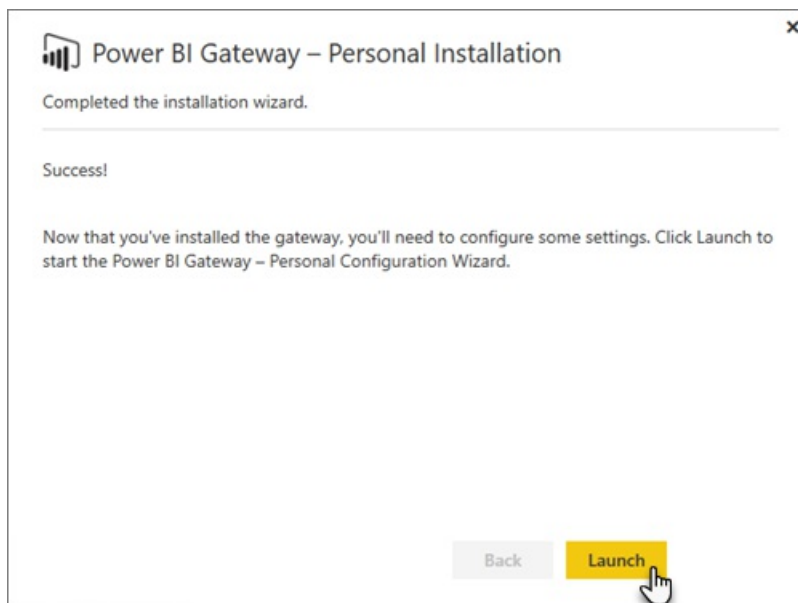 Power BI Gateway – Personal Installation
Completed the installation wizard.
Success!
Now that you've installed the gateway, you'll need to configure some settings. Click Launch to
start the Power BI Gateway – Personal Configuration Wizard.
Back
Launch